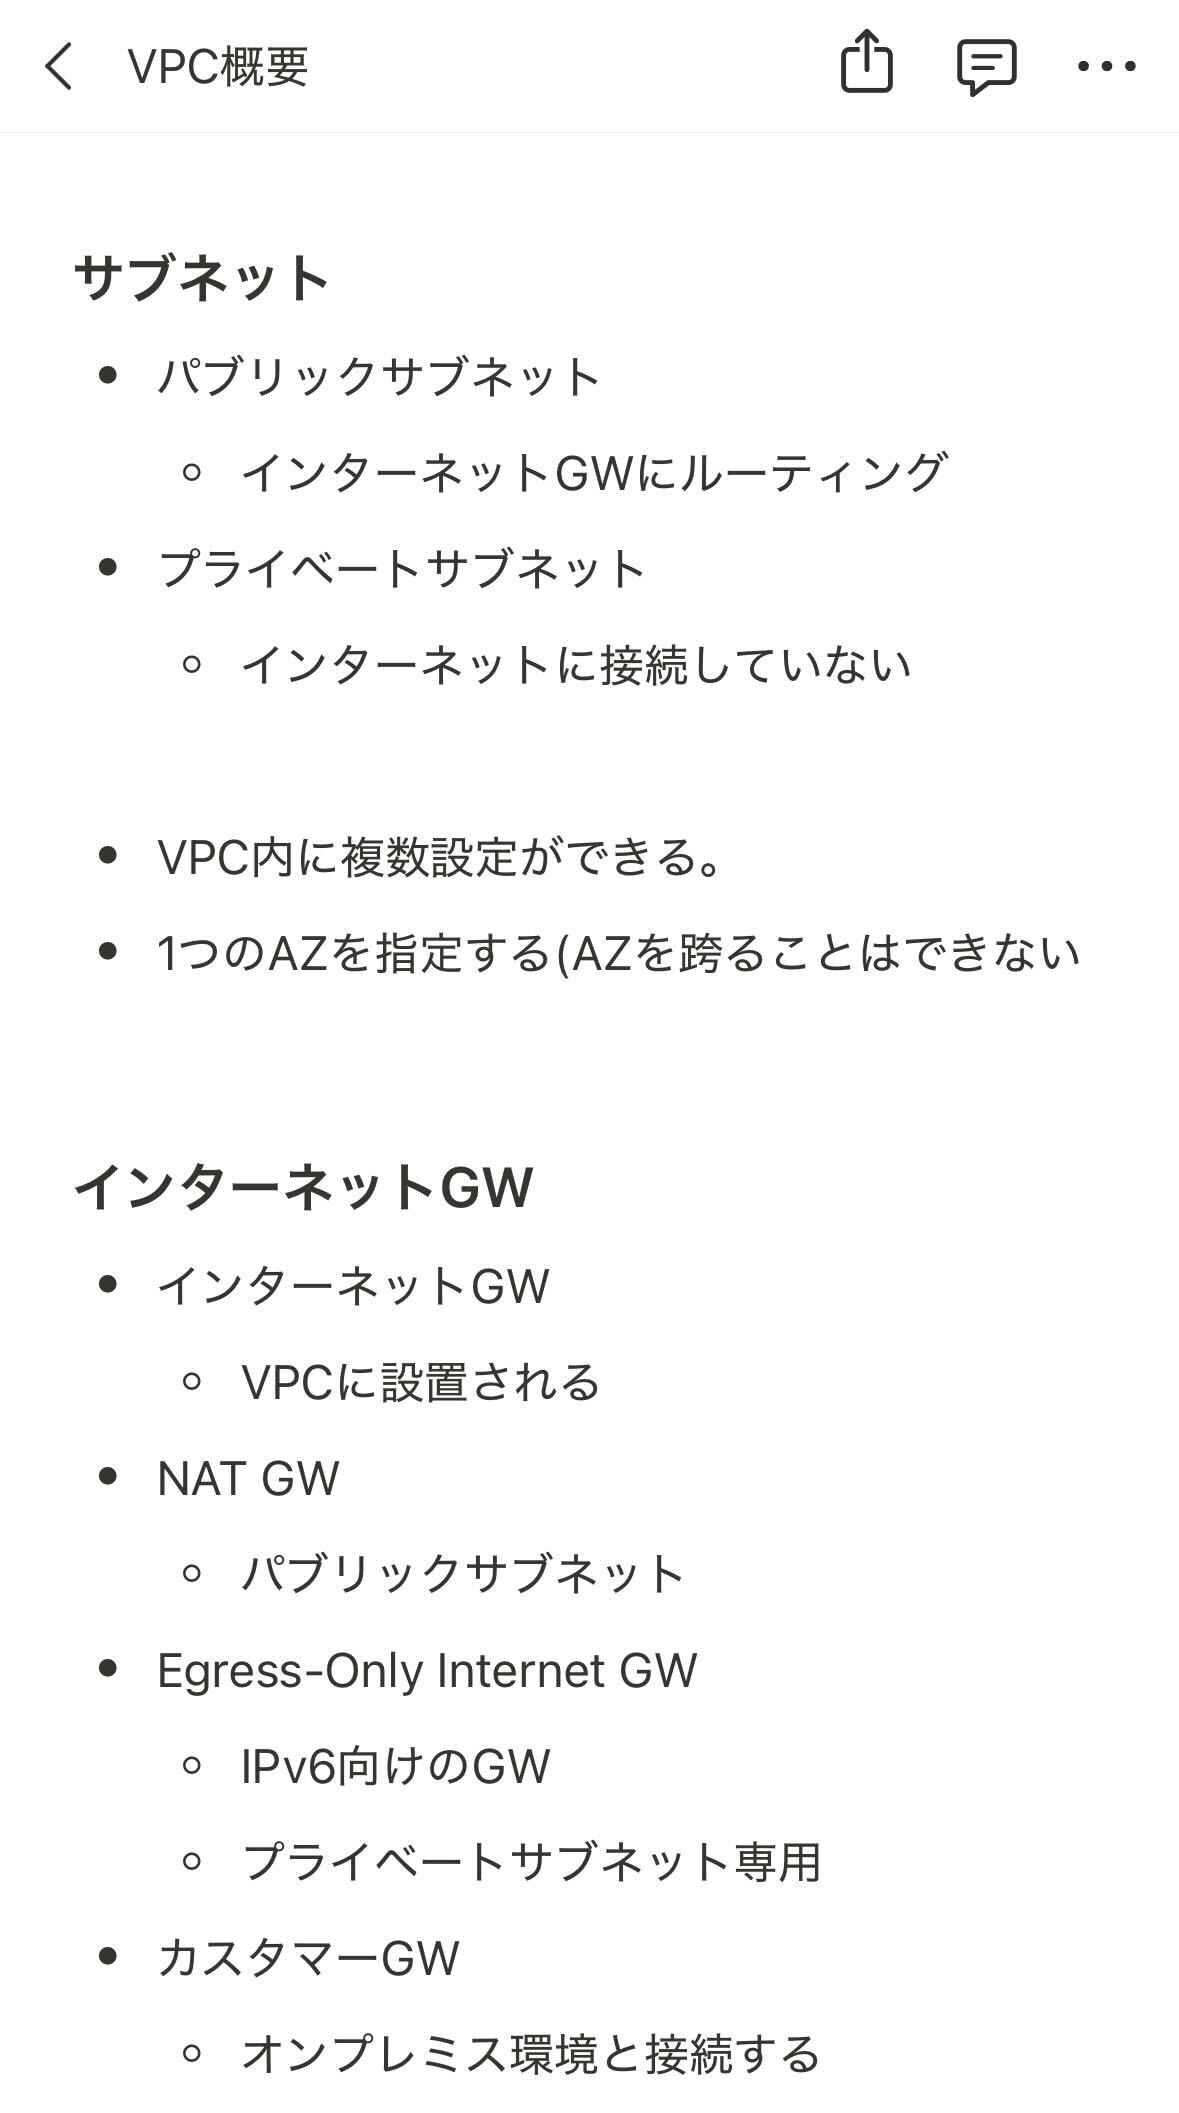 VPC概要
サブネット
パブリックサブネット
インターネットGWにルーティング
プライベートサブネット
インターネットに接続していない
VPC内に複数設定ができる。
1つのAZを指定する(AZを跨ることはできない
インターネットGW
インターネットGW
VPCに設置される
NAT GW
パブリックサブネット
Egress-Only Internet GW
IPv6向けのGW
プライベートサブネット専用
カスタマーGW
オンプレミス環境と接続する